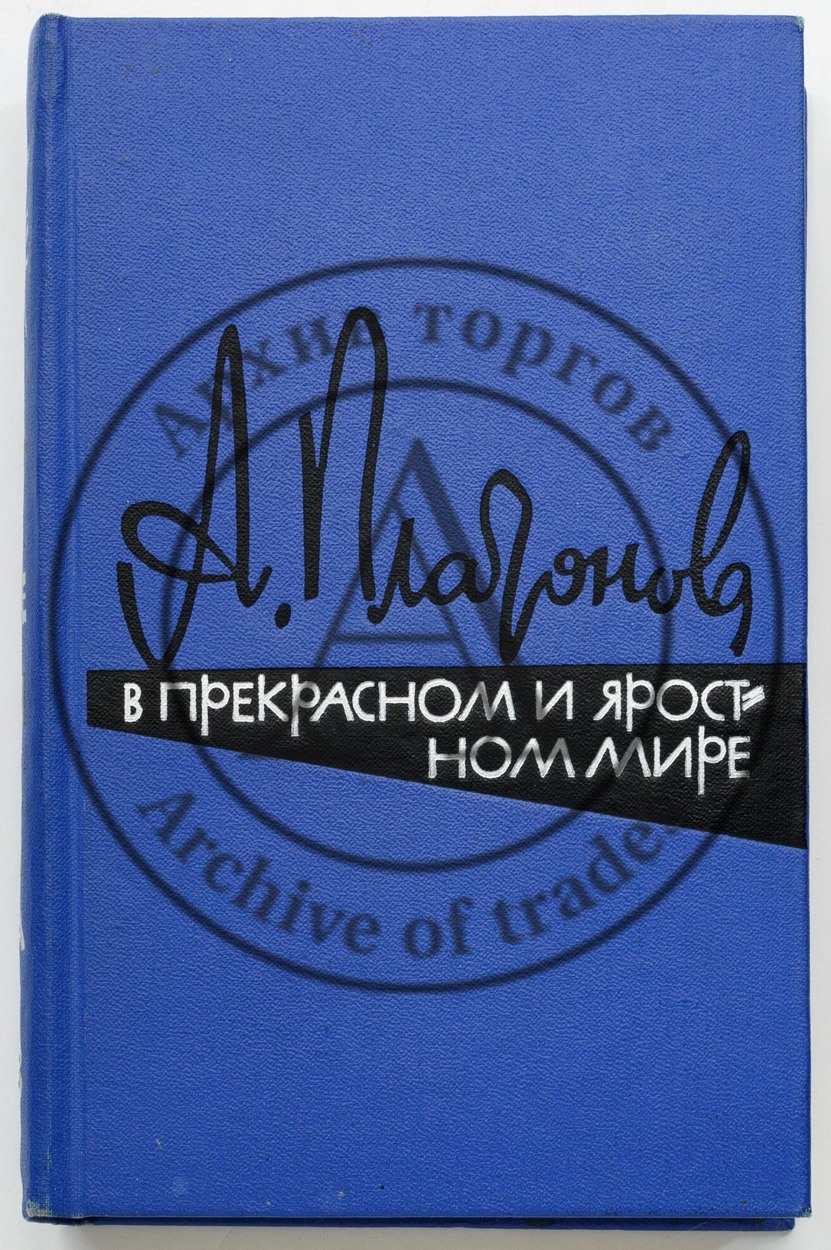 Архив торгов
А. Платонов
В ПРЕКРАСНОМ И ЯРОСТ=
НОМ МИРЕ
Archive of trades